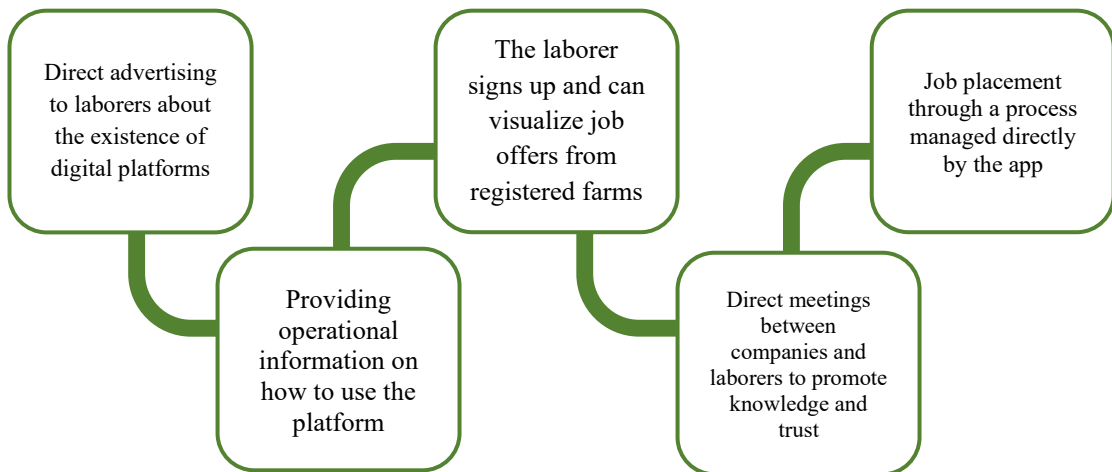 Direct advertising
to laborers about
the existence of
digital platforms
Providing
operational
information on
how to use the
platform
The laborer
signs up and can
visualize job
offers from
registered farms
Direct meetings
between
companies and
laborers to promote
knowledge and
trust
Job placement
through a process
managed directly
by the app